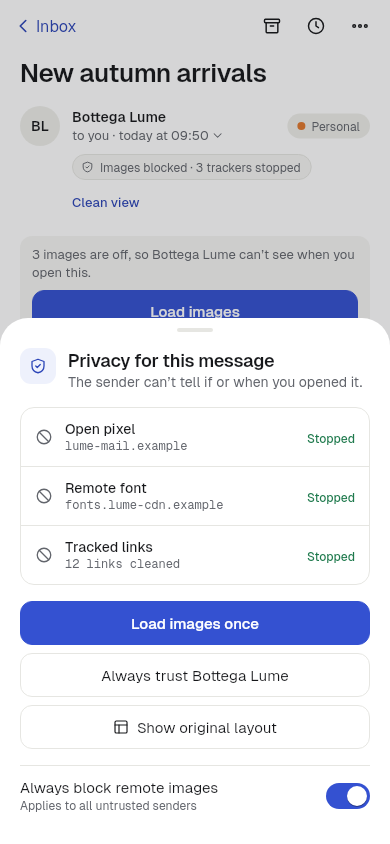 Inbox
New autumn arrivals
BL
Bottega Lume
to you · today at 09:50
Personal
Images blocked · 3 trackers stopped
Clean view
3 images are off, so Bottega Lume can’t see when you
open this.
Load images
Privacy for this message
The sender can’t tell if or when you opened it.
Open pixel
lume-mail.example
Stopped
Remote font
fonts.lume-cdn.example
Stopped
Tracked links
12 links cleaned
Stopped
Load images once
Always trust Bottega Lume
Show original layout
Always block remote images
Applies to all untrusted senders